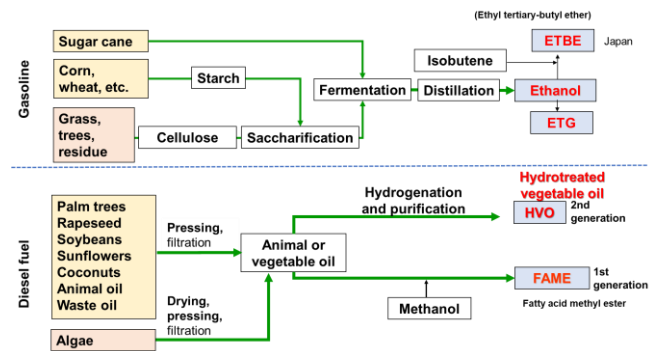 (Ethyl tertiary-butyl ether)
Gasoline
Sugar cane
ETBE
Japan
Isobutene
Corn,
wheat, etc.
Starch
Fermentation
Distillation
Ethanol
Grass,
trees,
residue
Cellulose
Saccharification
ETG
Diesel fuel
Hydrotreated
vegetable oil
Palm trees
Rapeseed
Soybeans
Sunflowers
Coconuts
Animal oil
Waste oil
Pressing,
filtration
Hydrogenation
and purification
HVO
2nd
generation
Animal or
vegetable oil
FAME
1st
generation
Drying,
pressing,
filtration
Methanol
Fatty acid methyl ester
Algae